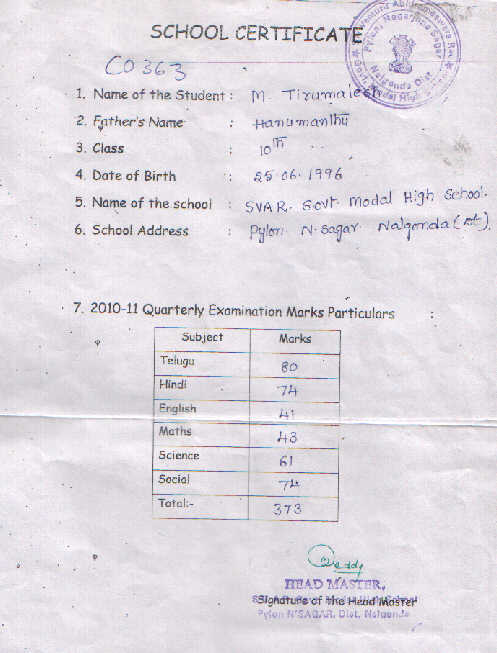 SCHOOL CERTIFICATE
C0363
1. Name of the Student : M. Tirumalesh
2. Father's Name : Hanumanthu
3. Class : 10th
4. Date of Birth : 25-06-1996
5. Name of the school : SVAR. Govt. Modal High School.
6. School Address : Pylon N. Sagar. Nalgonda (Dt).
7. 2010-11 Quarterly Examination Marks Particulars :
Subject Marks
Telugu 80
Hindi 74
English 41
Maths 43
Science 61
Social 74
Total:- 373
Reddy
HEAD MASTER,
Signature of the Head Master
Pylon N'SAGAR, Dist. Nalgonda